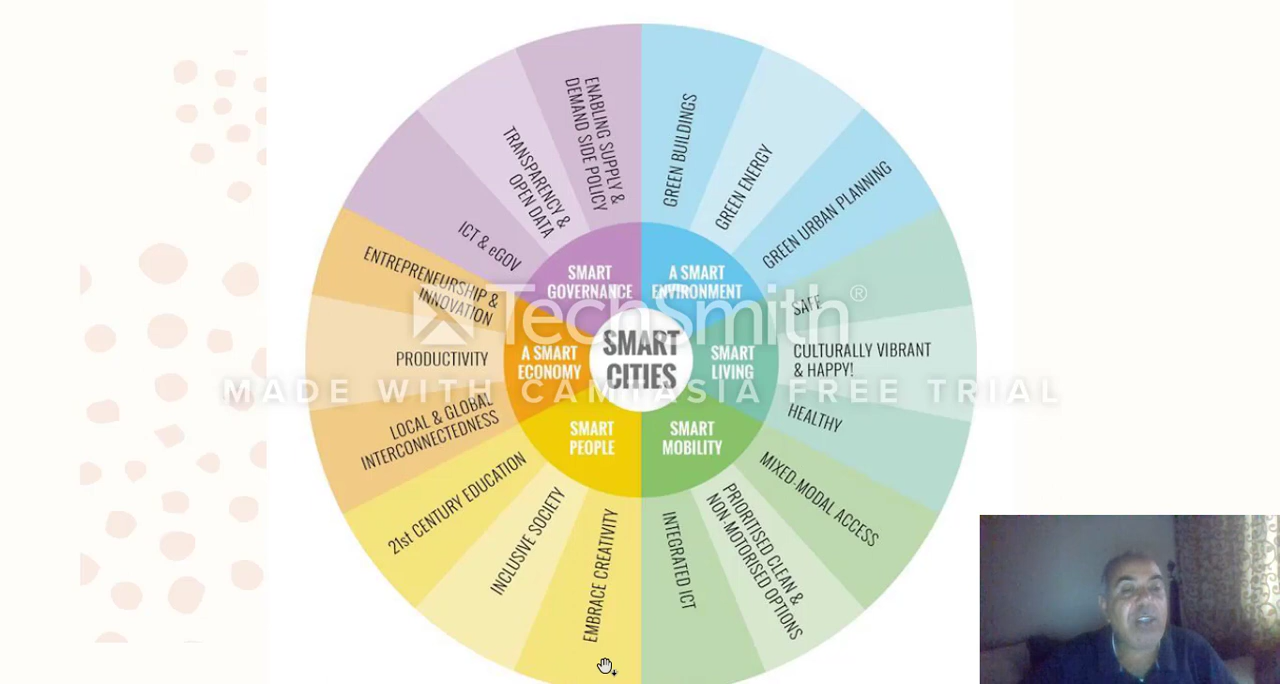 ENABLING SUPPLY &
DEMAND SIDE POLICY
TRANSPARENCY &
OPEN DATA
ICT & eGOV
GREEN BUILDINGS
GREEN ENERGY
GREEN URBAN PLANNING
SMART
GOVERNANCE
A SMART
ENVIRONMENT
ENTREPRENEURSHIP &
INNOVATION
SAFE
TechSmith®
SMART
CITIES
PRODUCTIVITY
A SMART
ECONOMY
SMART
LIVING
CULTURALLY VIBRANT
& HAPPY!
MADE WITH CAMTASIA FREE TRIAL
LOCAL & GLOBAL
INTERCONNECTEDNESS
HEALTHY
SMART
PEOPLE
SMART
MOBILITY
21st CENTURY EDUCATION
INCLUSIVE SOCIETY
EMBRACE CREATIVITY
INTEGRATED ICT
PRIORITISED CLEAN &
NON-MOTORISED OPTIONS
MIXED-MODAL ACCESS